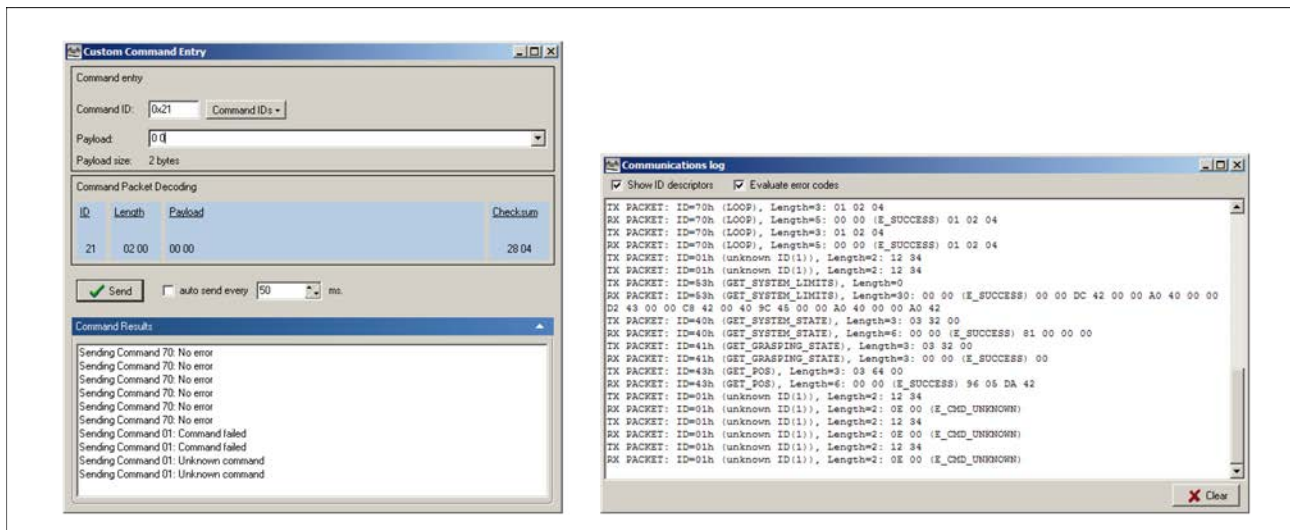 Custom Command Entry
Command entry
Command ID: 0x21 Command IDs
Payload: 0 0
Payload size: 2 bytes
Command Packet Decoding
ID Length Payload Checksum
21 02 00 00 00 28 04
Send auto send every 50 ms.
Command Results
Sending Command 70: No error
Sending Command 70: No error
Sending Command 70: No error
Sending Command 70: No error
Sending Command 70: No error
Sending Command 70: No error
Sending Command 01: Command failed
Sending Command 01: Command failed
Sending Command 01: Unknown command
Sending Command 01: Unknown command
Communications log
Show ID descriptors Evaluate error codes
TX PACKET: ID=70h (LOOP), Length=3: 01 02 04
RX PACKET: ID=70h (LOOP), Length=5: 00 00 (E_SUCCESS) 01 02 04
TX PACKET: ID=70h (LOOP), Length=3: 01 02 04
RX PACKET: ID=70h (LOOP), Length=5: 00 00 (E_SUCCESS) 01 02 04
TX PACKET: ID=01h (unknown ID(1)), Length=2: 12 34
TX PACKET: ID=01h (unknown ID(1)), Length=2: 12 34
TX PACKET: ID=53h (GET_SYSTEM_LIMITS), Length=0
RX PACKET: ID=53h (GET_SYSTEM_LIMITS), Length=30: 00 00 (E_SUCCESS) 00 00 DC 42 00 00 A0 40 00 00
D2 43 00 00 C8 42 00 40 9C 45 00 00 A0 40 00 00 A0 42
TX PACKET: ID=40h (GET_SYSTEM_STATE), Length=3: 03 32 00
RX PACKET: ID=40h (GET_SYSTEM_STATE), Length=6: 00 00 (E_SUCCESS) 81 00 00 00
TX PACKET: ID=41h (GET_GRASPING_STATE), Length=3: 03 32 00
RX PACKET: ID=41h (GET_GRASPING_STATE), Length=3: 00 00 (E_SUCCESS) 00
TX PACKET: ID=43h (GET_POS), Length=3: 03 64 00
RX PACKET: ID=43h (GET_POS), Length=6: 00 00 (E_SUCCESS) 96 05 DA 42
TX PACKET: ID=01h (unknown ID(1)), Length=2: 12 34
RX PACKET: ID=01h (unknown ID(1)), Length=2: 0E 00 (E_CMD_UNKNOWN)
TX PACKET: ID=01h (unknown ID(1)), Length=2: 12 34
RX PACKET: ID=01h (unknown ID(1)), Length=2: 0E 00 (E_CMD_UNKNOWN)
TX PACKET: ID=01h (unknown ID(1)), Length=2: 12 34
RX PACKET: ID=01h (unknown ID(1)), Length=2: 0E 00 (E_CMD_UNKNOWN)
Clear